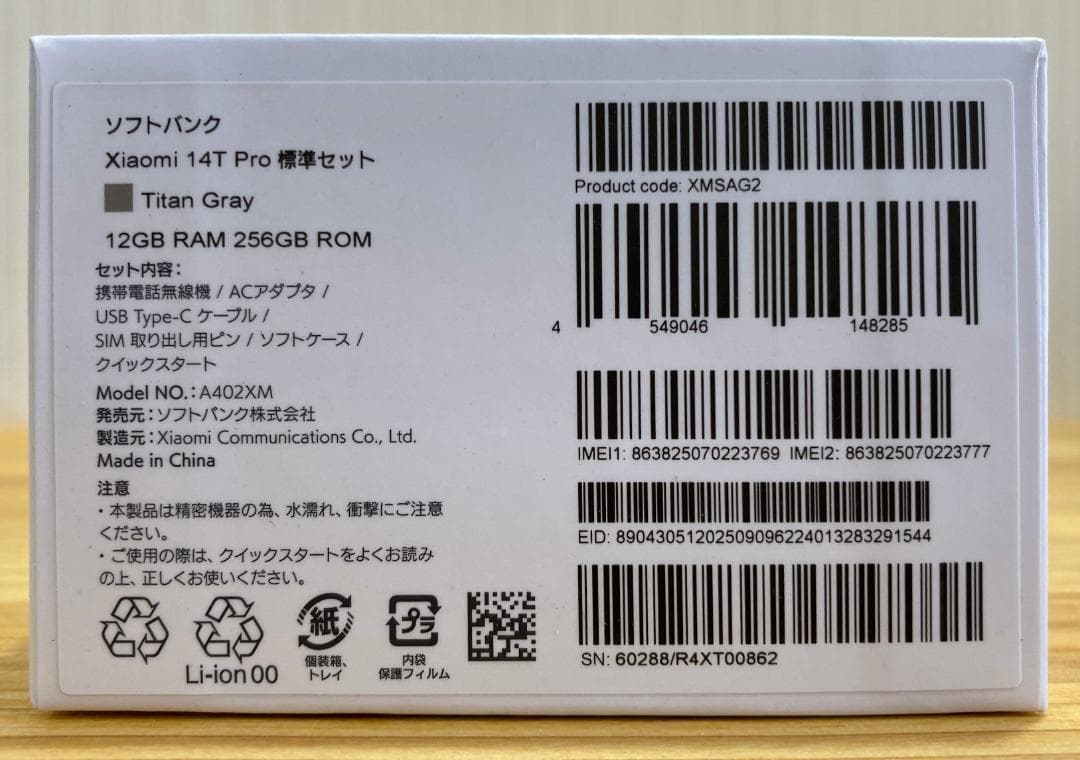 ソフトバンク
Xiaomi 14T Pro 標準セット
Titan Gray
12GB RAM 256GB ROM
セット内容：
携帯電話無線機 / ACアダプタ /
USB Type-C ケーブル /
SIM 取り出し用ピン / ソフトケース /
クイックスタート
Model NO.：A402XM
発売元：ソフトバンク株式会社
製造元：Xiaomi Communications Co., Ltd.
Made in China
注意
・本製品は精密機器の為、水濡れ、衝撃にご注意
ください。
・ご使用の際は、クイックスタートをよくお読み
の上、正しくお使いください。
Li-ion 00
紙
個装箱、
トレイ
プラ
内袋
保護フィルム
Product code: XMSAG2
4 549046 148285
IMEI1: 863825070223769 IMEI2: 863825070223777
EID: 89043051202509096224013283291544
SN: 60288/R4XT00862